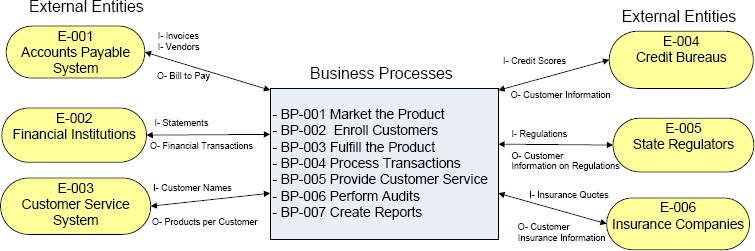 External Entities
E-001
Accounts Payable
System
I- Invoices
I- Vendors
O- Bill to Pay
E-002
Financial Institutions
I- Statements
O- Financial Transactions
E-003
Customer Service
System
I- Customer Names
O- Products per Customer
Business Processes
- BP-001 Market the Product
- BP-002 Enroll Customers
- BP-003 Fulfill the Product
- BP-004 Process Transactions
- BP-005 Provide Customer Service
- BP-006 Perform Audits
- BP-007 Create Reports
External Entities
I- Credit Scores
O- Customer Information
E-004
Credit Bureaus
I- Regulations
O- Customer
Information on Regulations
E-005
State Regulators
I- Insurance Quotes
O- Customer
Insurance Information
E-006
Insurance Companies